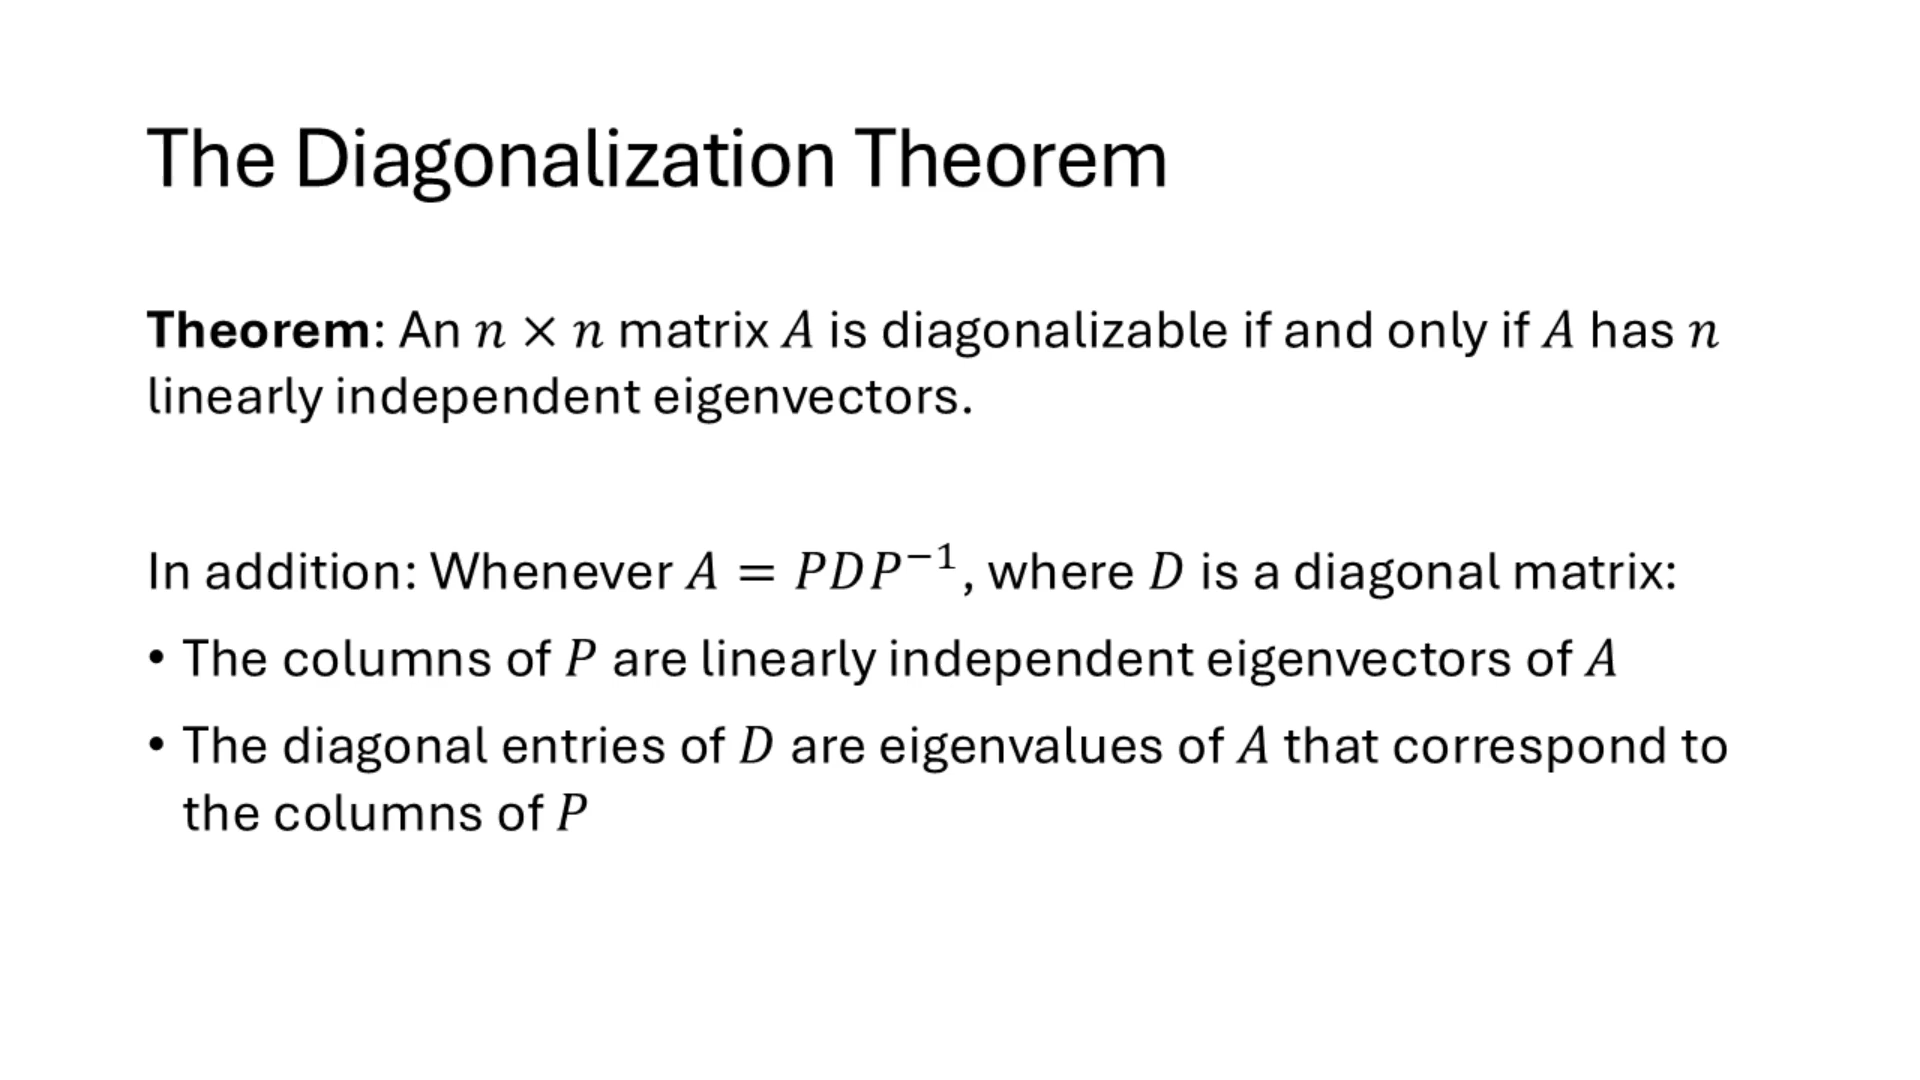 The Diagonalization Theorem
Theorem: An n × n matrix A is diagonalizable if and only if A has n
linearly independent eigenvectors.
In addition: Whenever A = PDP⁻¹, where D is a diagonal matrix:
• The columns of P are linearly independent eigenvectors of A
• The diagonal entries of D are eigenvalues of A that correspond to
the columns of P